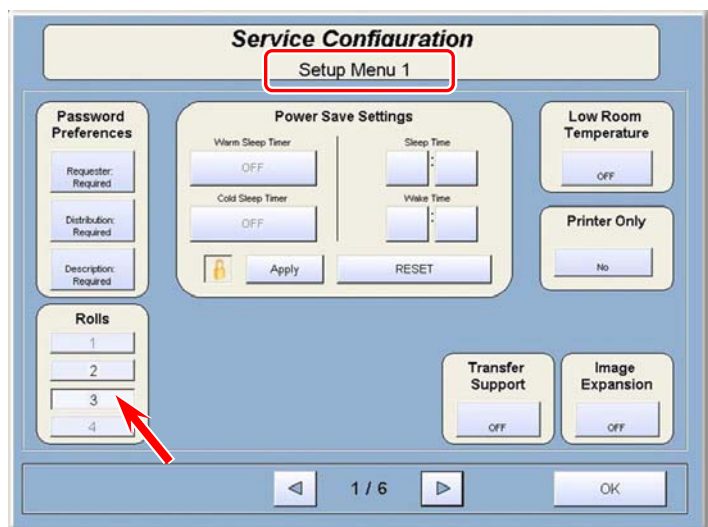 Service Configuration
Setup Menu 1
Password
Preferences
Requester:
Required
Distribution:
Required
Description:
Required
Power Save Settings
Warm Sleep Timer
OFF
Cold Sleep Timer
OFF
Sleep Time
:
Wake Time
:
Apply
RESET
Low Room
Temperature
OFF
Printer Only
No
Rolls
1
2
3
4
Transfer
Support
OFF
Image
Expansion
OFF
1 / 6
OK